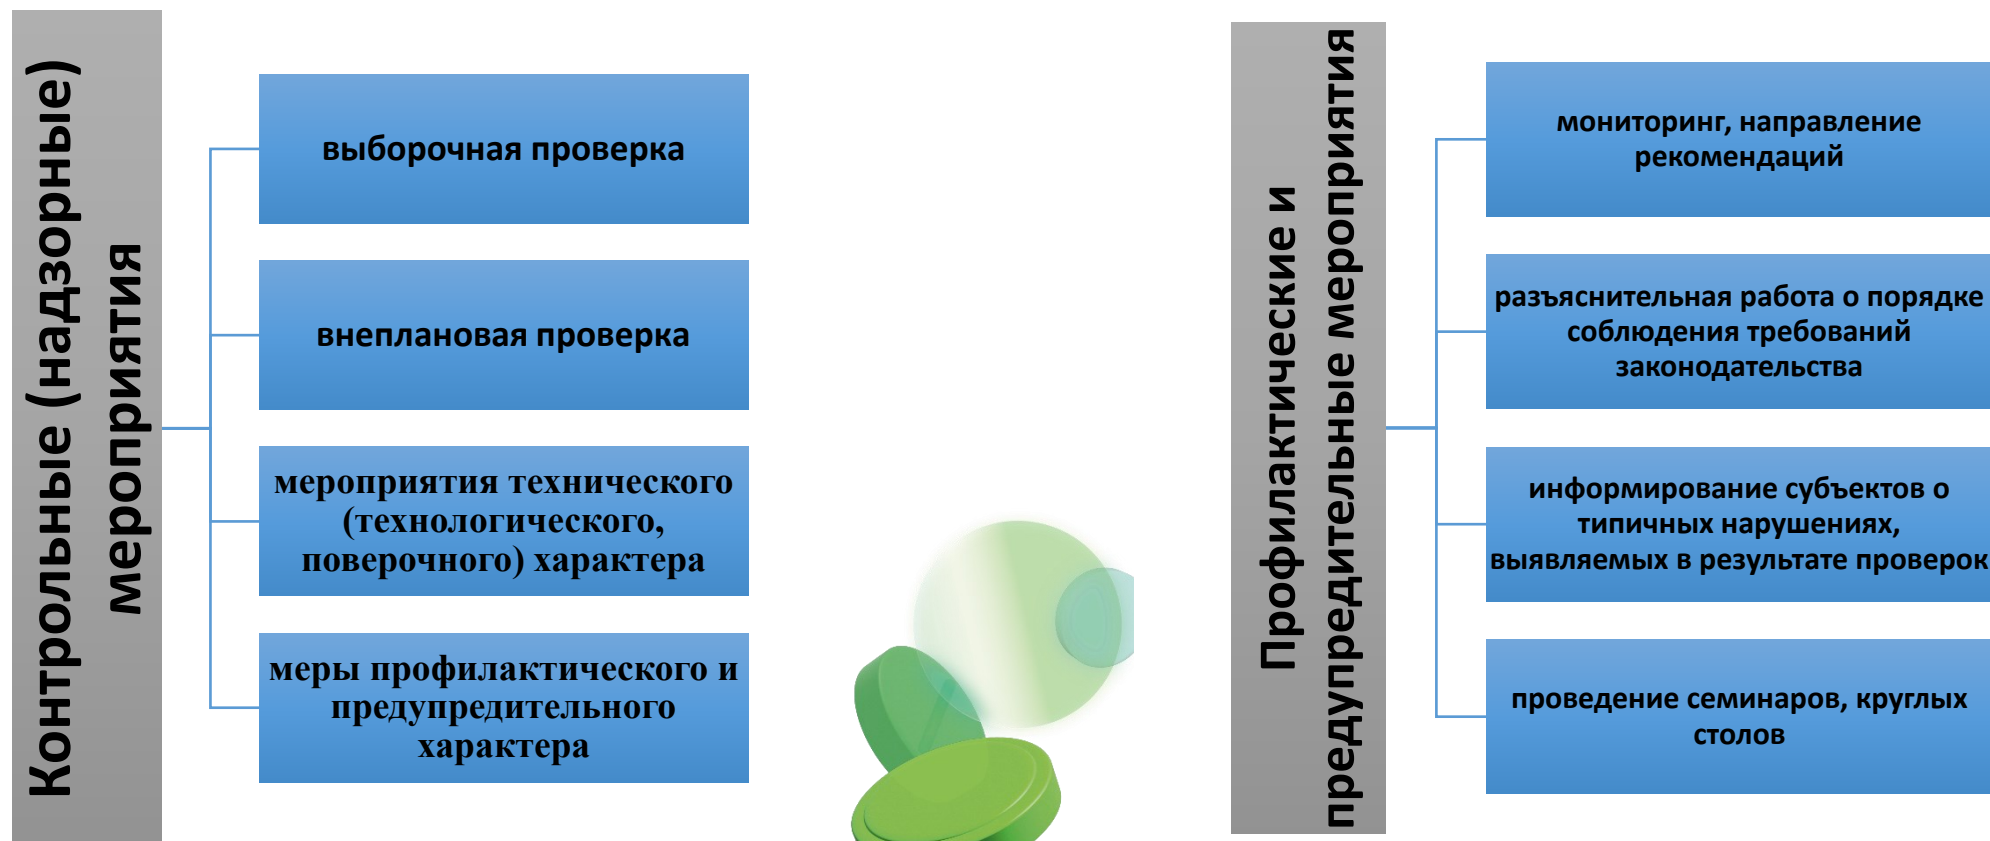 Контрольные (надзорные)
мероприятия
выборочная проверка
внеплановая проверка
мероприятия технического
(технологического,
поверочного) характера
меры профилактического и
предупредительного
характера
Профилактические и
предупредительные мероприятия
мониторинг, направление
рекомендаций
разъяснительная работа о порядке
соблюдения требований
законодательства
информирование субъектов о
типичных нарушениях,
выявляемых в результате проверок
проведение семинаров, круглых
столов